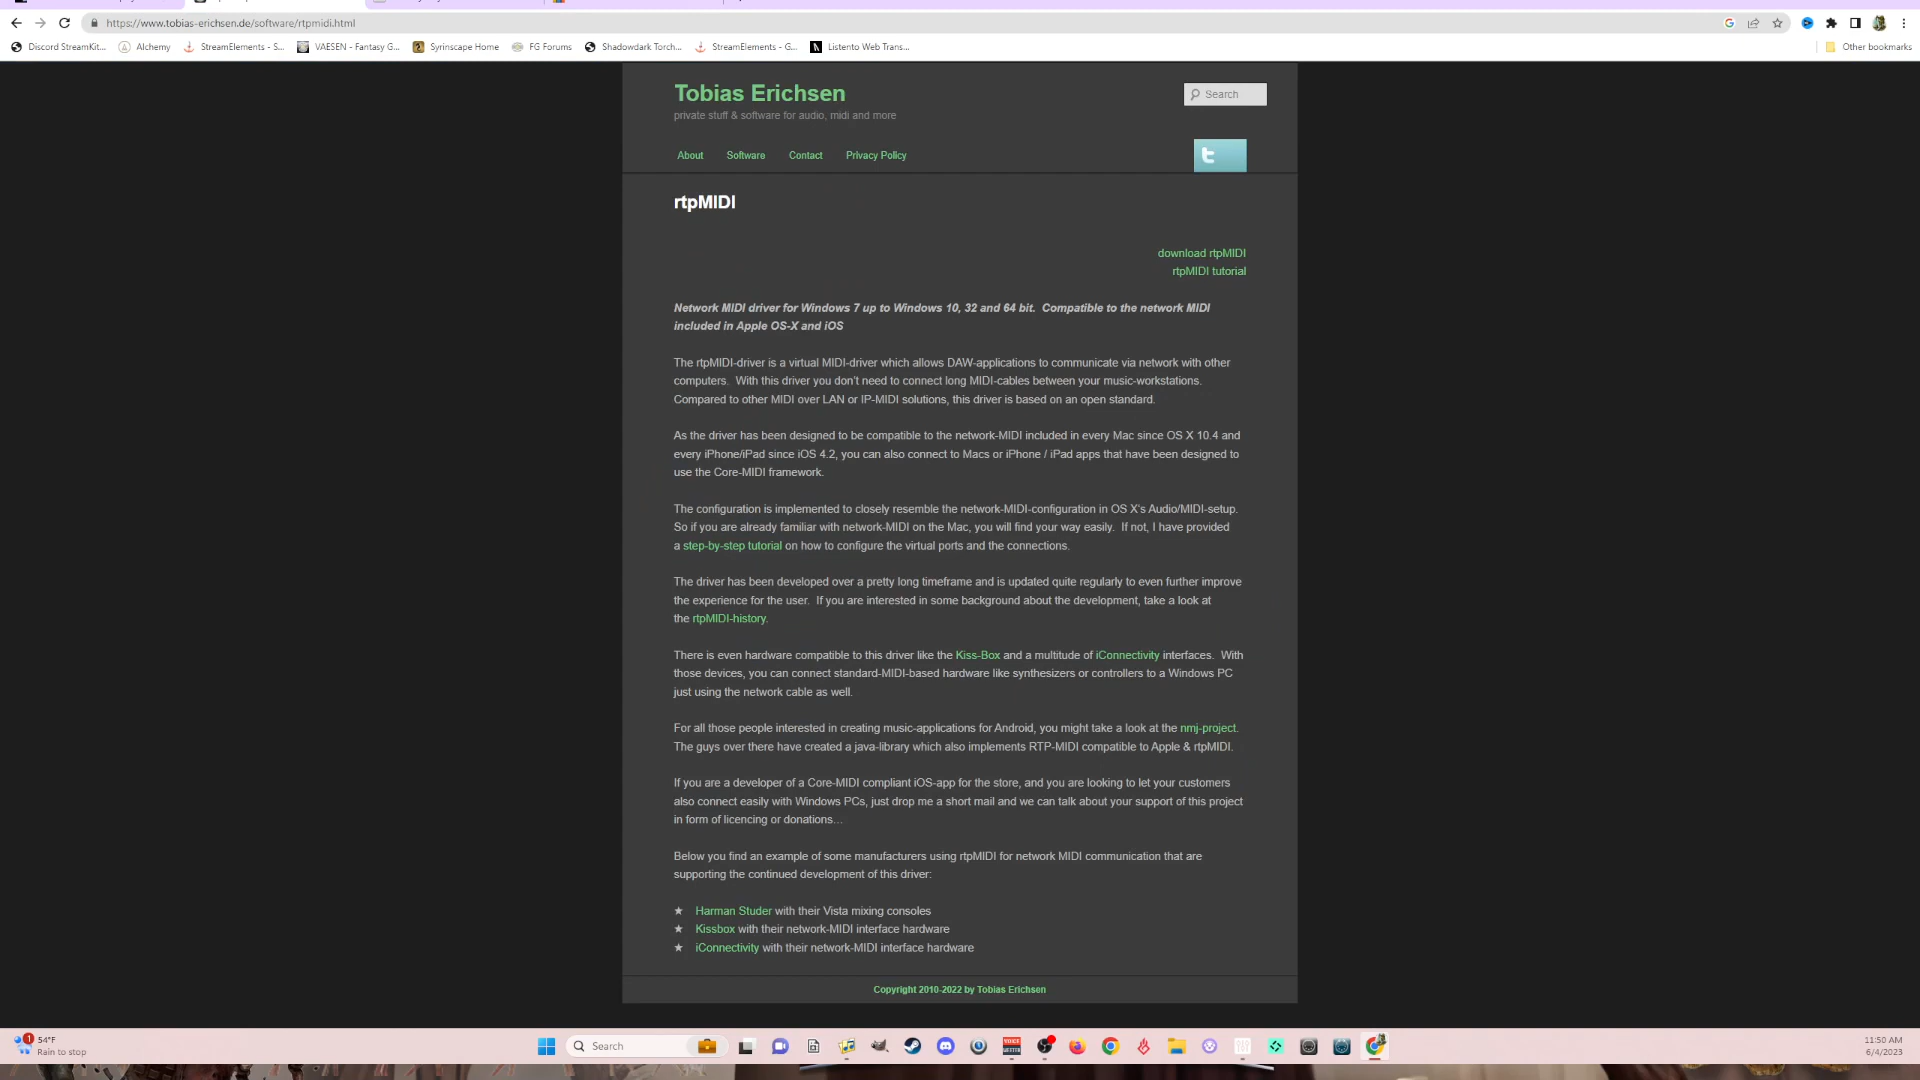 https://www.tobias-erichsen.de/software/rtpmidi.html
Discord StreamKit... Alchemy StreamElements - S... VAESEN - Fantasy G... Syrinscape Home FG Forums Shadowdark Torch... StreamElements - G... Listento Web Trans... Other bookmarks
Tobias Erichsen
private stuff & software for audio, midi and more
Search
About Software Contact Privacy Policy
rtpMIDI
download rtpMIDI
rtpMIDI tutorial
Network MIDI driver for Windows 7 up to Windows 10, 32 and 64 bit. Compatible to the network MIDI
included in Apple OS-X and iOS
The rtpMIDI-driver is a virtual MIDI-driver which allows DAW-applications to communicate via network with other
computers. With this driver you don't need to connect long MIDI-cables between your music-workstations.
Compared to other MIDI over LAN or IP-MIDI solutions, this driver is based on an open standard.
As the driver has been designed to be compatible to the network-MIDI included in every Mac since OS X 10.4 and
every iPhone/iPad since iOS 4.2, you can also connect to Macs or iPhone / iPad apps that have been designed to
use the Core-MIDI framework.
The configuration is implemented to closely resemble the network-MIDI-configuration in OS X's Audio/MIDI-setup.
So if you are already familiar with network-MIDI on the Mac, you will find your way easily. If not, I have provided
a step-by-step tutorial on how to configure the virtual ports and the connections.
The driver has been developed over a pretty long timeframe and is updated quite regularly to even further improve
the experience for the user. If you are interested in some background about the development, take a look at
the rtpMIDI-history.
There is even hardware compatible to this driver like the Kiss-Box and a multitude of iConnectivity interfaces. With
those devices, you can connect standard-MIDI-based hardware like synthesizers or controllers to a Windows PC
just using the network cable as well.
For all those people interested in creating music-applications for Android, you might take a look at the nmj-project.
The guys over there have created a java-library which also implements RTP-MIDI compatible to Apple & rtpMIDI.
If you are a developer of a Core-MIDI compliant iOS-app for the store, and you are looking to let your customers
also connect easily with Windows PCs, just drop me a short mail and we can talk about your support of this project
in form of licencing or donations…
Below you find an example of some manufacturers using rtpMIDI for network MIDI communication that are
supporting the continued development of this driver:
★ Harman Studer with their Vista mixing consoles
★ Kissbox with their network-MIDI interface hardware
★ iConnectivity with their network-MIDI interface hardware
Copyright 2010-2022 by Tobias Erichsen
1
54°F
Rain to stop
Search
11:50 AM
6/4/2023